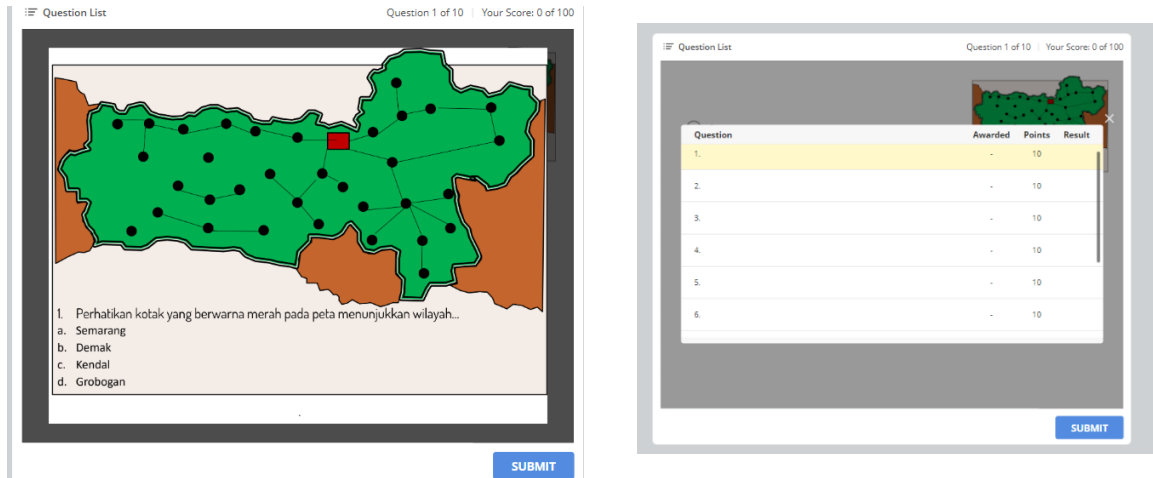 Question List
Question 1 of 10 | Your Score: 0 of 100
1. Perhatikan kotak yang berwarna merah pada peta menunjukkan wilayah...
a. Semarang
b. Demak
c. Kendal
d. Grobogan
.
SUBMIT
Question List
Question 1 of 10 | Your Score: 0 of 100
Question Awarded Points Result
1. - 10
2. - 10
3. - 10
4. - 10
5. - 10
6. - 10
SUBMIT